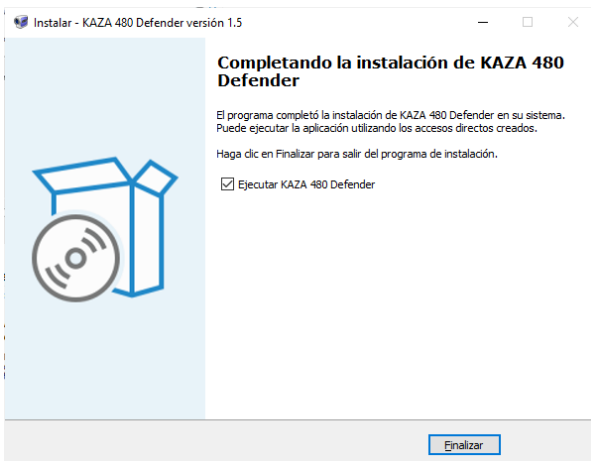 Instalar - KAZA 480 Defender versión 1.5
Completando la instalación de KAZA 480
Defender
El programa completó la instalación de KAZA 480 Defender en su sistema.
Puede ejecutar la aplicación utilizando los accesos directos creados.
Haga clic en Finalizar para salir del programa de instalación.
Ejecutar KAZA 480 Defender
Finalizar